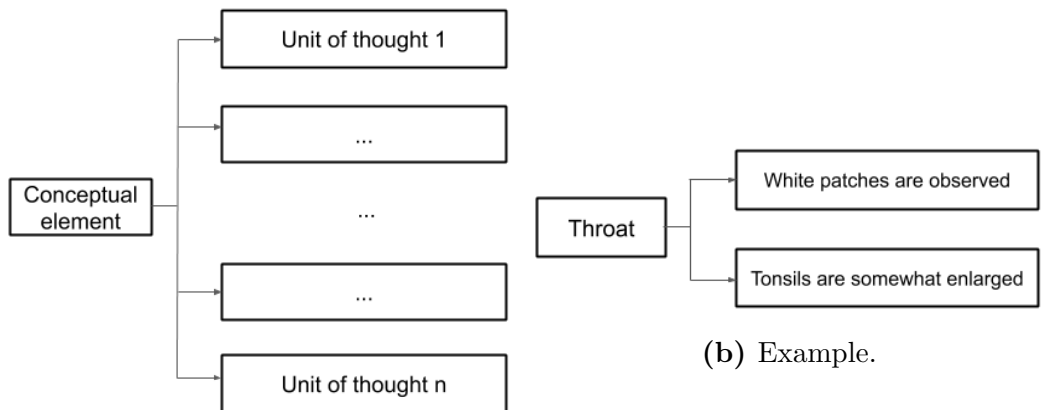 Unit of thought 1
...
Conceptual
element
...
...
Unit of thought n
White patches are observed
Throat
Tonsils are somewhat enlarged
(b) Example.